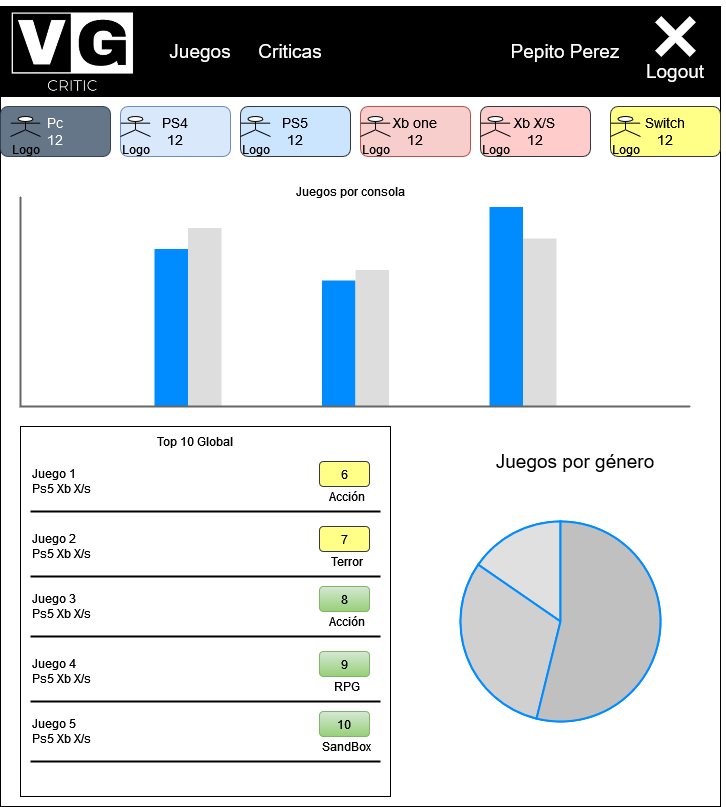 VG
CRITIC
Juegos
Criticas
Pepito Perez
Logout
Pc
12
Logo
PS4
12
Logo
PS5
12
Logo
Xb one
12
Logo
Xb X/S
12
Logo
Switch
12
Logo
Juegos por consola
Top 10 Global
Juego 1
Ps5 Xb X/s
6
Acción
Juego 2
Ps5 Xb X/s
7
Terror
Juego 3
Ps5 Xb X/s
8
Acción
Juego 4
Ps5 Xb X/s
9
RPG
Juego 5
Ps5 Xb X/s
10
SandBox
Juegos por género